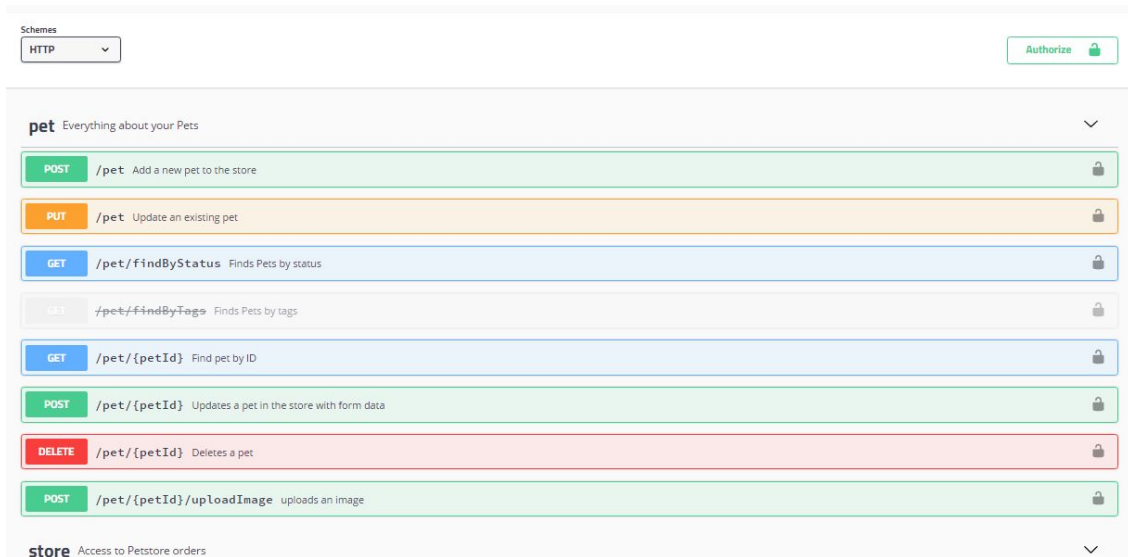 Schemes
HTTP
Authorize
pet Everything about your Pets
POST /pet Add a new pet to the store
PUT /pet Update an existing pet
GET /pet/findByStatus Finds Pets by status
GET /pet/findByTags Finds Pets by tags
GET /pet/{petId} Find pet by ID
POST /pet/{petId} Updates a pet in the store with form data
DELETE /pet/{petId} Deletes a pet
POST /pet/{petId}/uploadImage uploads an image
store Access to Petstore orders